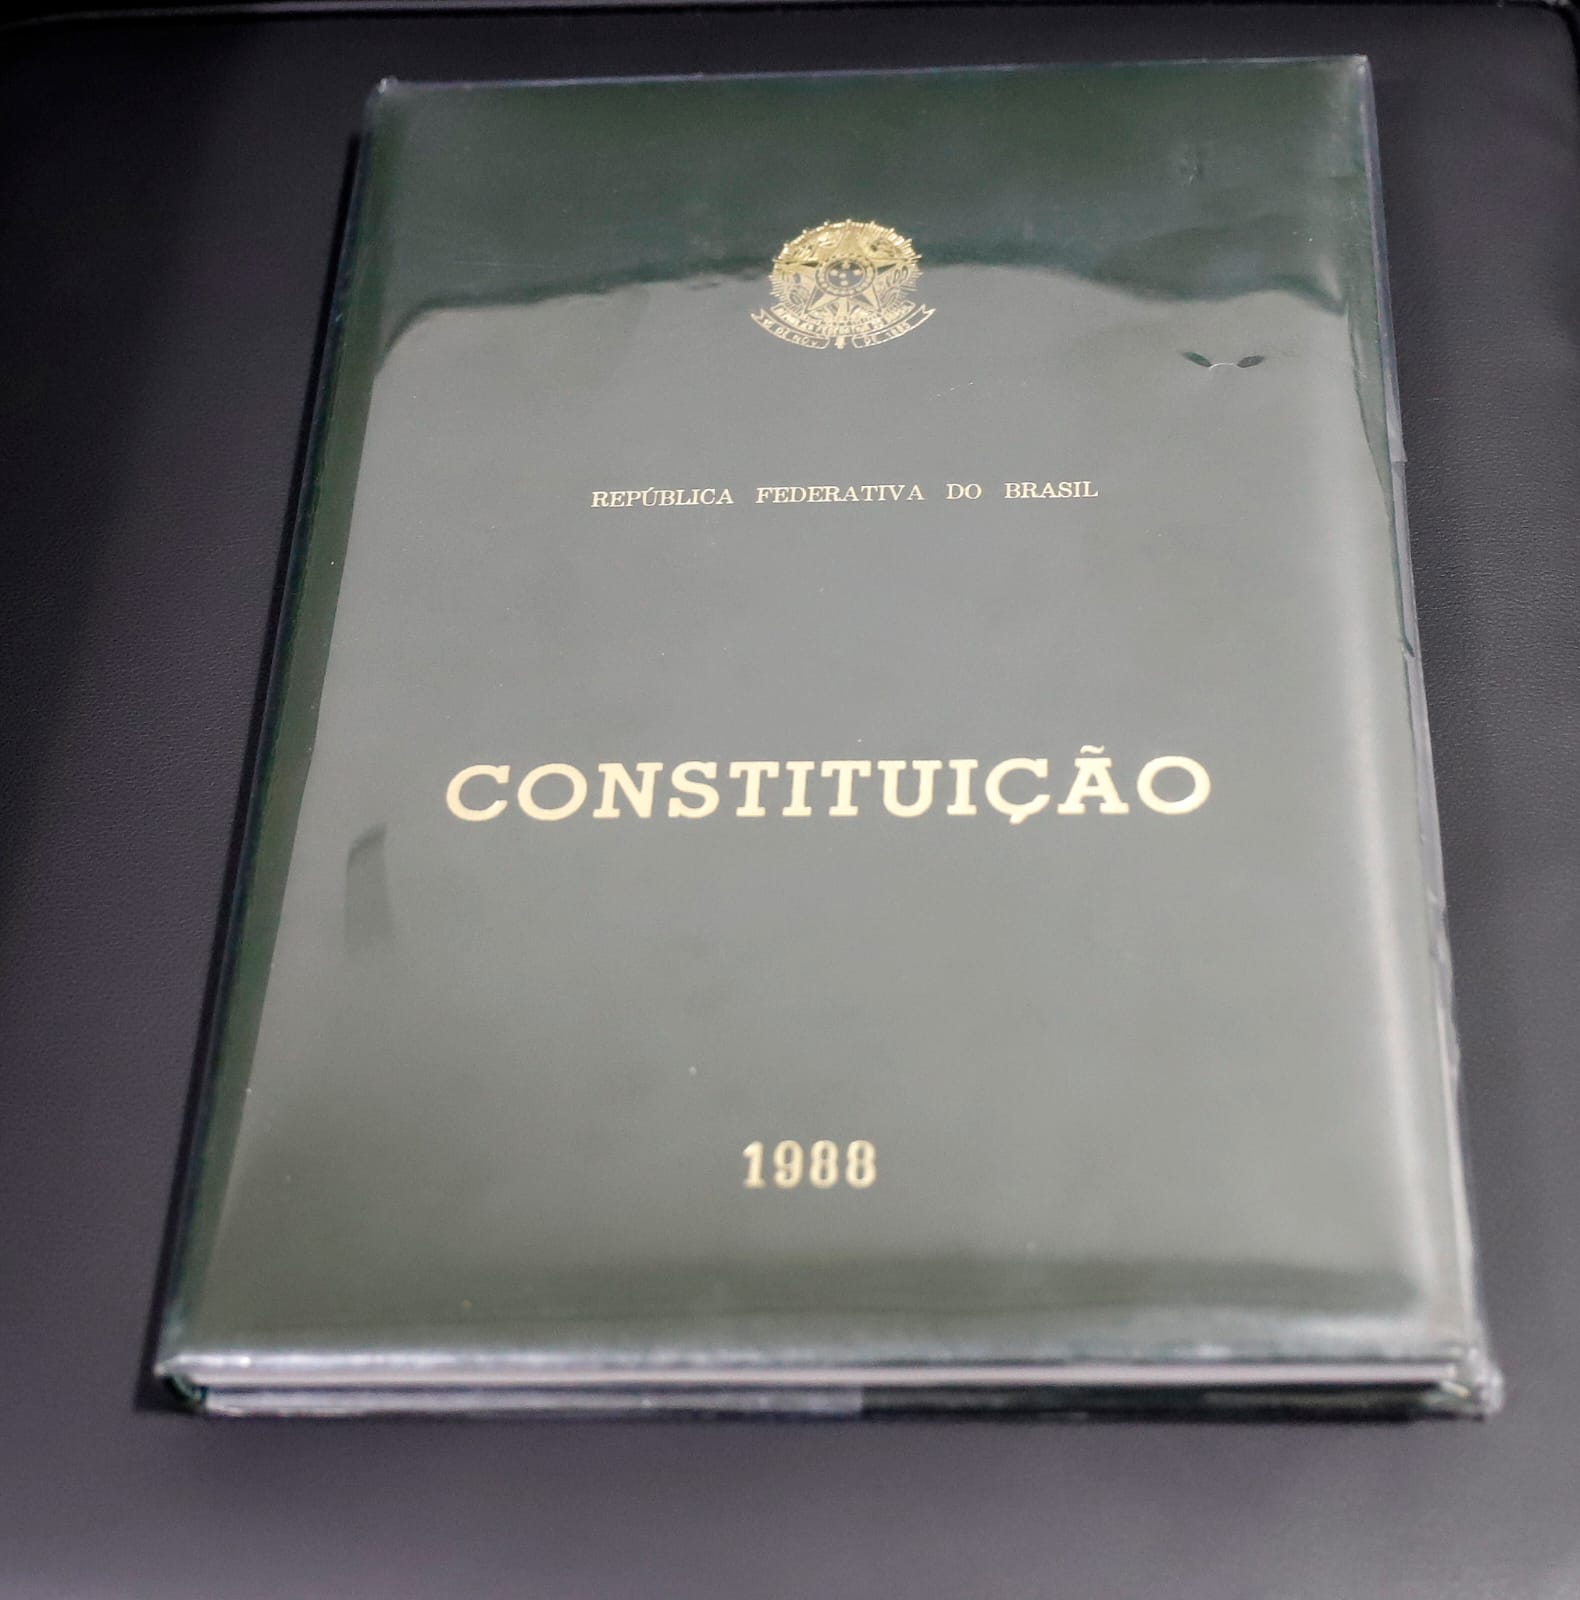 REPÚBLICA FEDERATIVA DO BRASIL
CONSTITUIÇÃO
1988